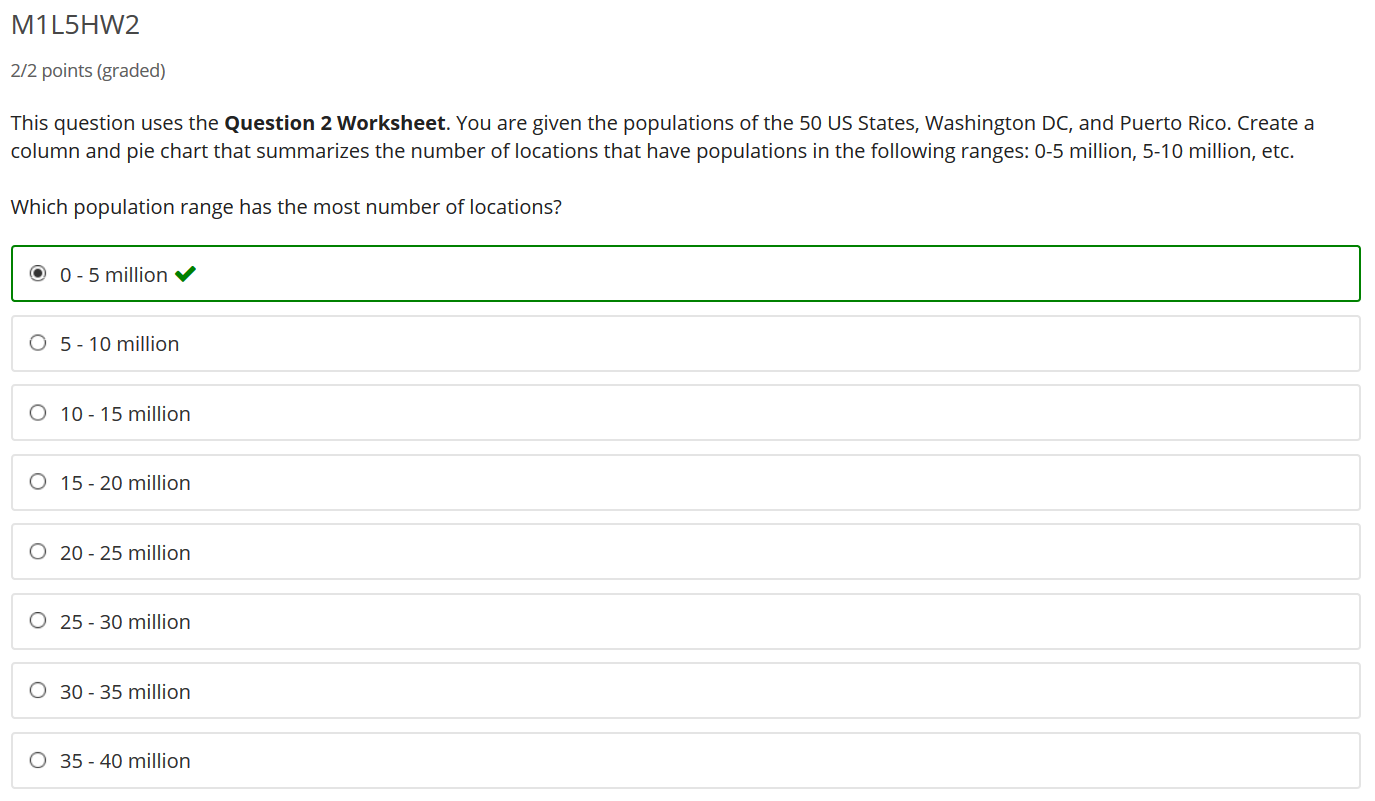 M1L5HW2
2/2 points (graded)
This question uses the Question 2 Worksheet. You are given the populations of the 50 US States, Washington DC, and Puerto Rico. Create a
column and pie chart that summarizes the number of locations that have populations in the following ranges: 0-5 million, 5-10 million, etc.
Which population range has the most number of locations?
0 - 5 million
5 - 10 million
10 - 15 million
15 - 20 million
20 - 25 million
25 - 30 million
30 - 35 million
35 - 40 million